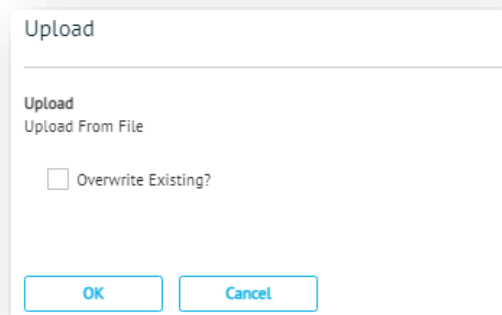 Upload
Upload
Upload From File
Overwrite Existing?
OK Cancel